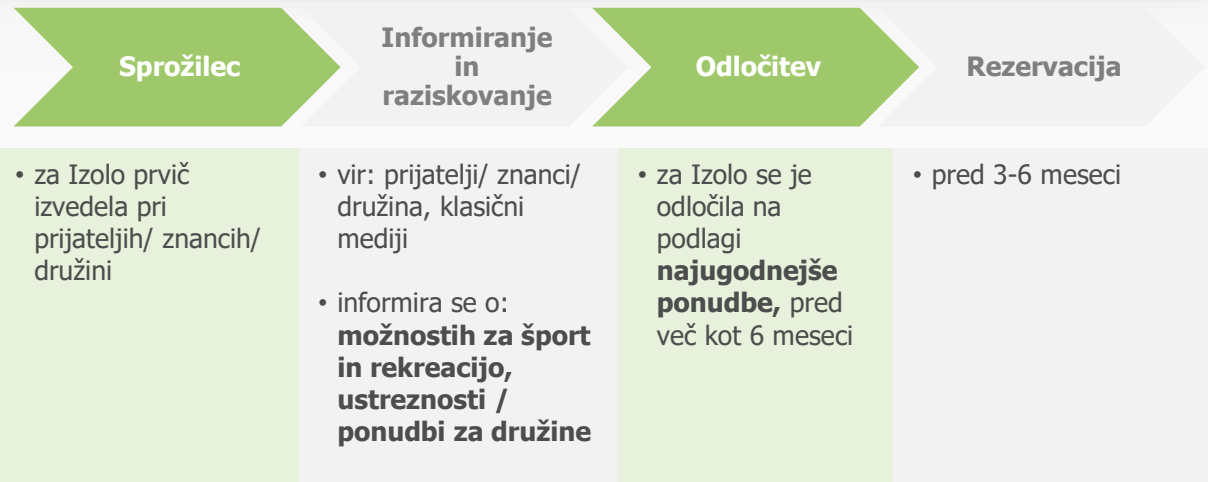 Sprožilec
Informiranje
in
raziskovanje
Odločitev
Rezervacija
• za Izolo prvič
izvedela pri
prijateljih/ znancih/
družini
• vir: prijatelji/ znanci/
družina, klasični
mediji
• informira se o:
možnostih za šport
in rekreacijo,
ustreznosti /
ponudbi za družine
• za Izolo se je
odločila na
podlagi
najugodnejše
ponudbe, pred
več kot 6 meseci
• pred 3-6 meseci